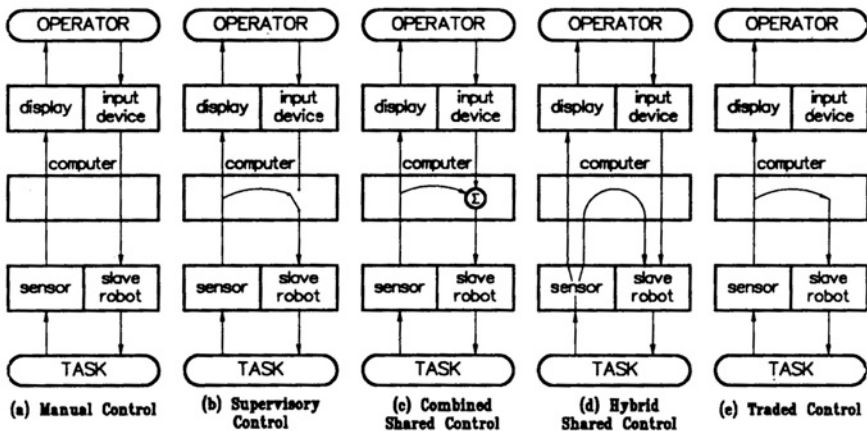 OPERATOR OPERATOR OPERATOR OPERATOR OPERATOR
display input device display input device display input device display input device display input device
computer computer computer computer computer
Σ
sensor slave robot sensor slave robot sensor slave robot sensor slave robot sensor slave robot
TASK TASK TASK TASK TASK
(a) Manual Control (b) Supervisory Control (c) Combined Shared Control (d) Hybrid Shared Control (e) Traded Control